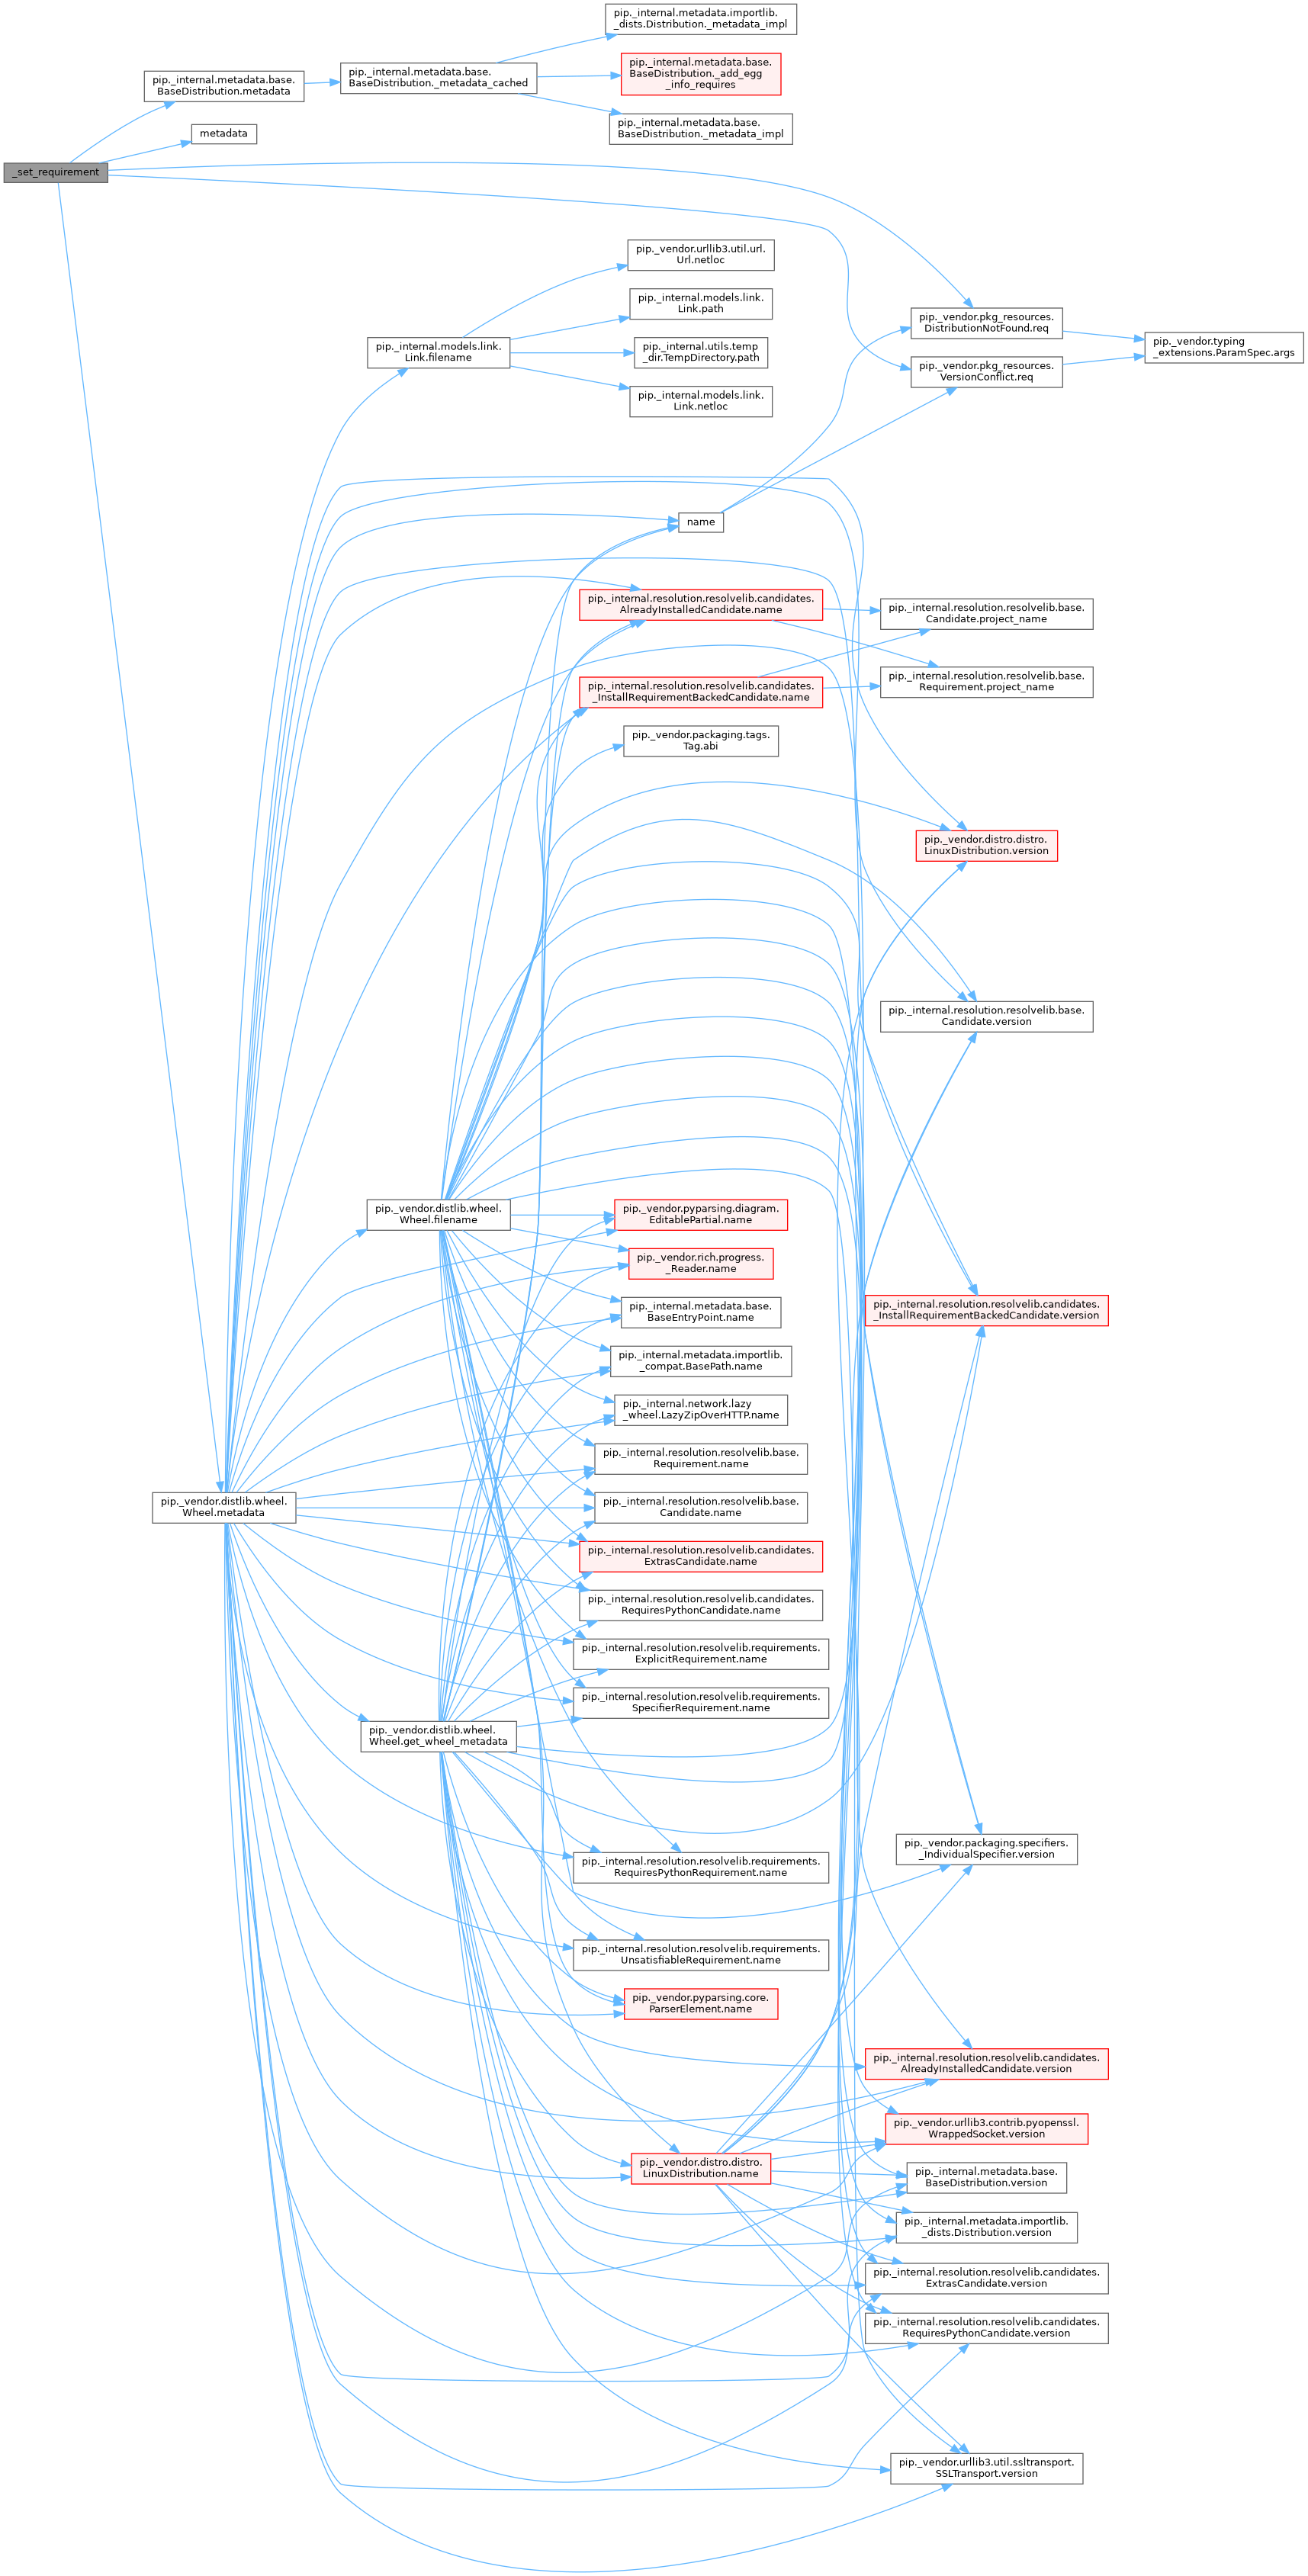 pip._internal.metadata.importlib.
_dists.Distribution._metadata_impl
pip._internal.metadata.base.
BaseDistribution._add_egg
_info_requires
pip._internal.metadata.base.
BaseDistribution._metadata_cached
pip._internal.metadata.base.
BaseDistribution.metadata
pip._internal.metadata.base.
BaseDistribution._metadata_impl
metadata
_set_requirement
pip._vendor.urllib3.util.url.
Url.netloc
pip._internal.models.link.
Link.path
pip._vendor.pkg_resources.
DistributionNotFound.req
pip._vendor.typing
_extensions.ParamSpec.args
pip._internal.models.link.
Link.filename
pip._internal.utils.temp
_dir.TempDirectory.path
pip._vendor.pkg_resources.
VersionConflict.req
pip._internal.models.link.
Link.netloc
name
pip._internal.resolution.resolvelib.candidates.
AlreadyInstalledCandidate.name
pip._internal.resolution.resolvelib.base.
Candidate.project_name
pip._internal.resolution.resolvelib.candidates.
_InstallRequirementBackedCandidate.name
pip._internal.resolution.resolvelib.base.
Requirement.project_name
pip._vendor.packaging.tags.
Tag.abi
pip._vendor.distro.distro.
LinuxDistribution.version
pip._internal.resolution.resolvelib.base.
Candidate.version
pip._vendor.distlib.wheel.
Wheel.filename
pip._vendor.pyparsing.diagram.
EditablePartial.name
pip._vendor.rich.progress.
_Reader.name
pip._internal.metadata.base.
BaseEntryPoint.name
pip._internal.resolution.resolvelib.candidates.
_InstallRequirementBackedCandidate.version
pip._internal.metadata.importlib.
_compat.BasePath.name
pip._internal.network.lazy
_wheel.LazyZipOverHTTP.name
pip._internal.resolution.resolvelib.base.
Requirement.name
pip._vendor.distlib.wheel.
Wheel.metadata
pip._internal.resolution.resolvelib.base.
Candidate.name
pip._internal.resolution.resolvelib.candidates.
ExtrasCandidate.name
pip._internal.resolution.resolvelib.candidates.
RequiresPythonCandidate.name
pip._internal.resolution.resolvelib.requirements.
ExplicitRequirement.name
pip._internal.resolution.resolvelib.requirements.
SpecifierRequirement.name
pip._vendor.distlib.wheel.
Wheel.get_wheel_metadata
pip._vendor.packaging.specifiers.
_IndividualSpecifier.version
pip._internal.resolution.resolvelib.requirements.
RequiresPythonRequirement.name
pip._internal.resolution.resolvelib.requirements.
UnsatisfiableRequirement.name
pip._vendor.pyparsing.core.
ParserElement.name
pip._internal.resolution.resolvelib.candidates.
AlreadyInstalledCandidate.version
pip._vendor.urllib3.contrib.pyopenssl.
WrappedSocket.version
pip._vendor.distro.distro.
LinuxDistribution.name
pip._internal.metadata.base.
BaseDistribution.version
pip._internal.metadata.importlib.
_dists.Distribution.version
pip._internal.resolution.resolvelib.candidates.
ExtrasCandidate.version
pip._internal.resolution.resolvelib.candidates.
RequiresPythonCandidate.version
pip._vendor.urllib3.util.ssltransport.
SSLTransport.version